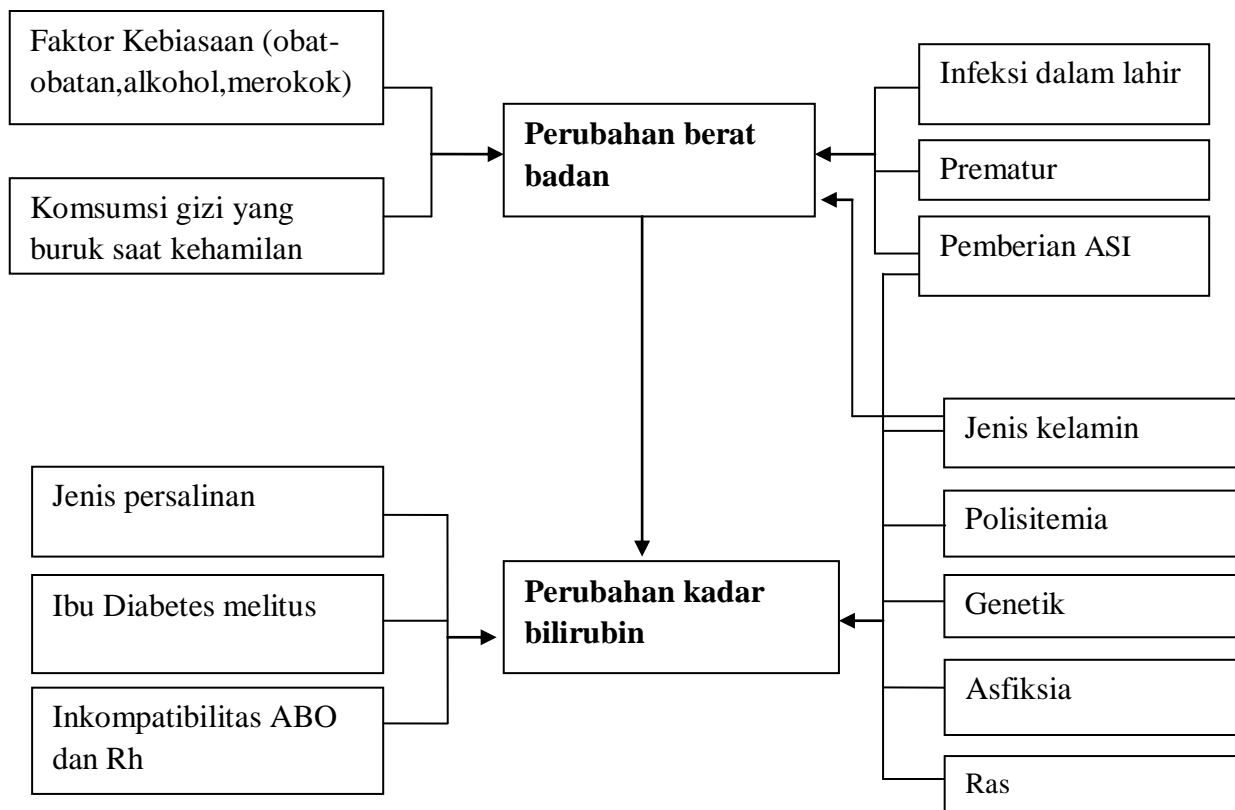 Faktor Kebiasaan (obat-
obatan,alkohol,merokok)
Komsumsi gizi yang
buruk saat kehamilan
Perubahan berat
badan
Infeksi dalam lahir
Prematur
Pemberian ASI
Jenis kelamin
Jenis persalinan
Ibu Diabetes melitus
Inkompatibilitas ABO
dan Rh
Perubahan kadar
bilirubin
Polisitemia
Genetik
Asfiksia
Ras